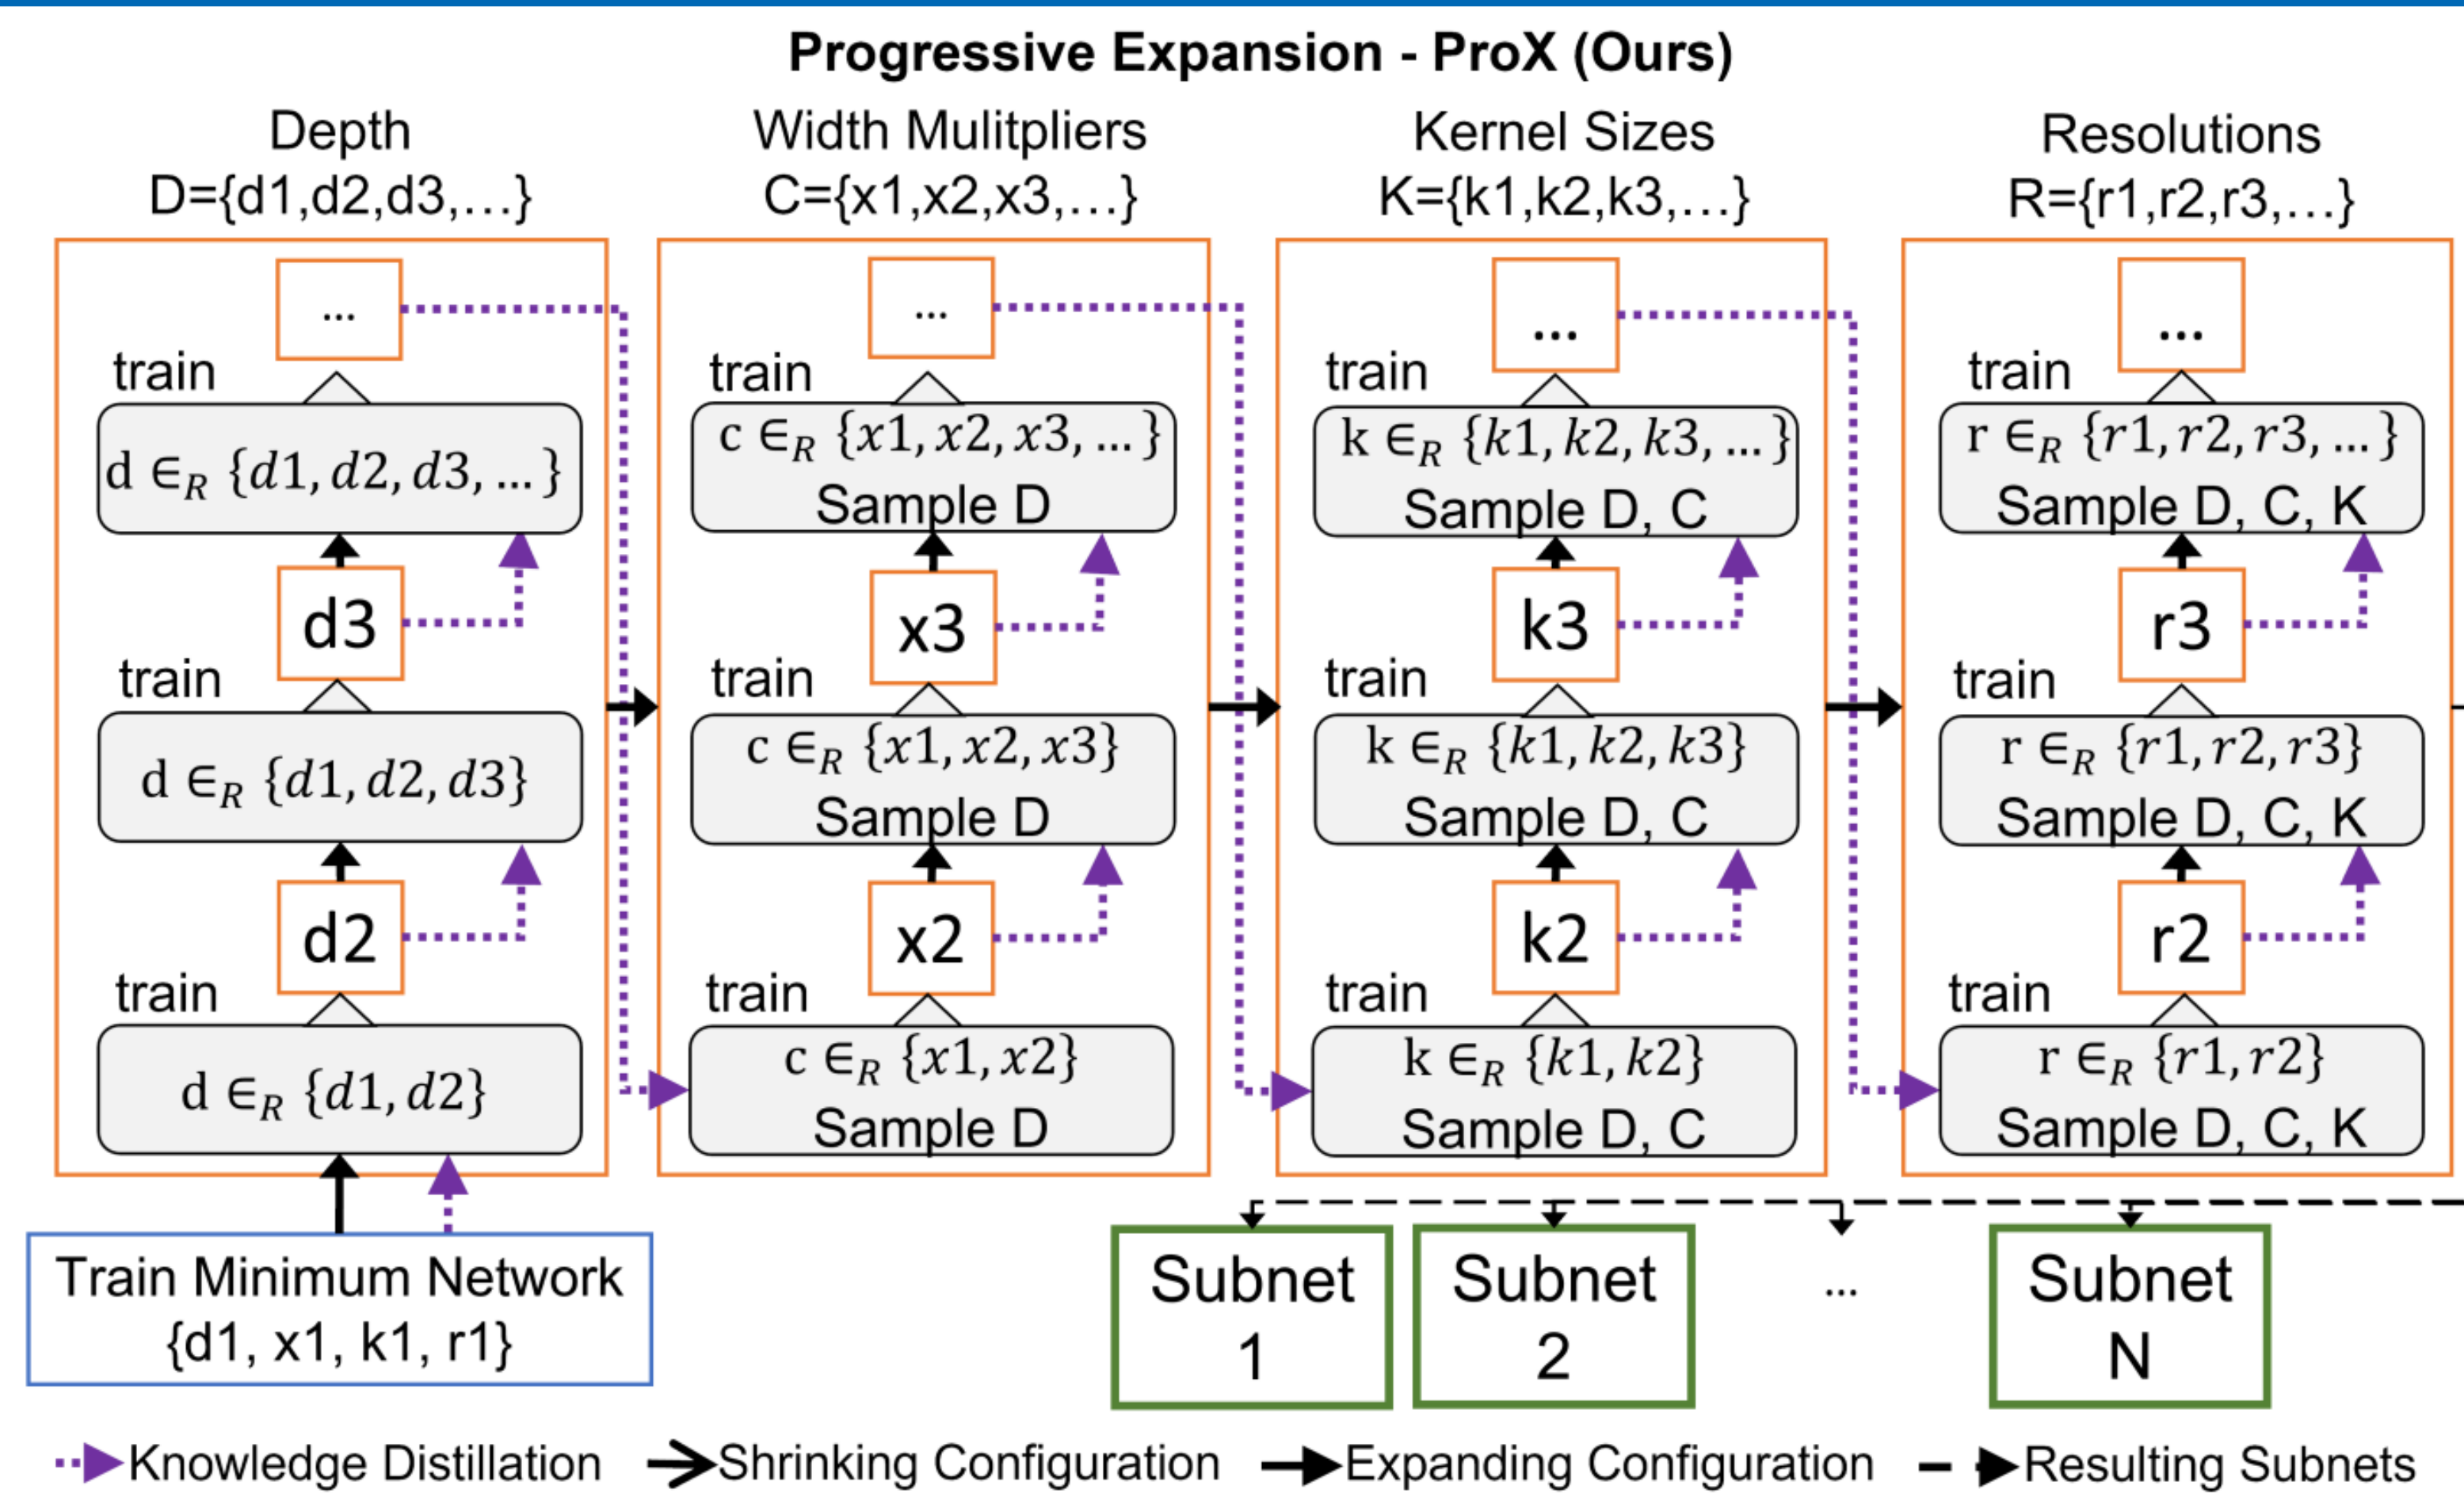 Progressive Expansion - ProX (Ours)
Depth
D={d1,d2,d3,...}
...
train
d ∈R {d1, d2, d3, ... }
d3
train
d ∈R {d1, d2, d3}
d2
train
d ∈R {d1, d2}
Train Minimum Network
{d1, x1, k1, r1}
Width Mulitpliers
C={x1,x2,x3,...}
...
train
c ∈R {x1, x2, x3, ... }
Sample D
x3
train
c ∈R {x1, x2, x3}
Sample D
x2
train
c ∈R {x1, x2}
Sample D
Kernel Sizes
K={k1,k2,k3,...}
...
train
k ∈R {k1, k2, k3, ... }
Sample D, C
k3
train
k ∈R {k1, k2, k3}
Sample D, C
k2
train
k ∈R {k1, k2}
Sample D, C
Resolutions
R={r1,r2,r3,...}
...
train
r ∈R {r1, r2, r3, ... }
Sample D, C, K
r3
train
r ∈R {r1, r2, r3}
Sample D, C, K
r2
train
r ∈R {r1, r2}
Sample D, C, K
Subnet
1
Subnet
2
...
Subnet
N
Knowledge Distillation
Shrinking Configuration
Expanding Configuration
Resulting Subnets